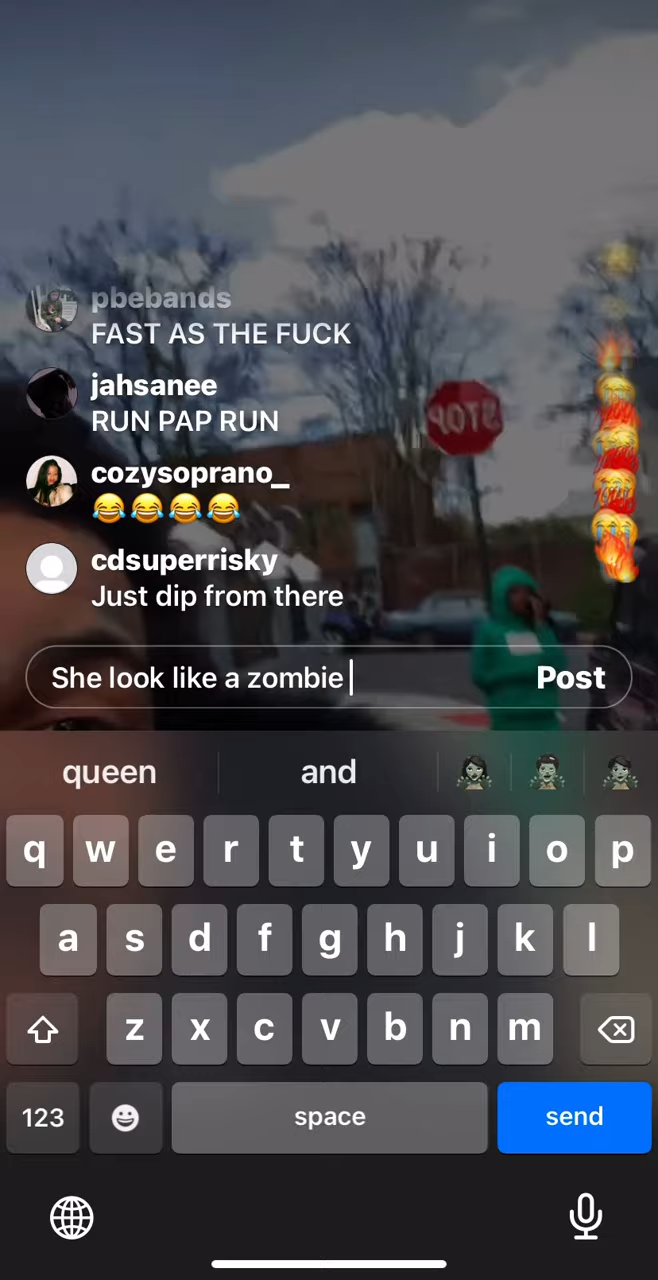 pbebands
FAST AS THE FUCK
jahsanee
RUN PAP RUN
STOP
cozysoprano_
😂😂😂😂
cdsuperrisky
Just dip from there
She look like a zombie
Post
queen and
q w e r t y u i o p
a s d f g h j k l
z x c v b n m
123 space send